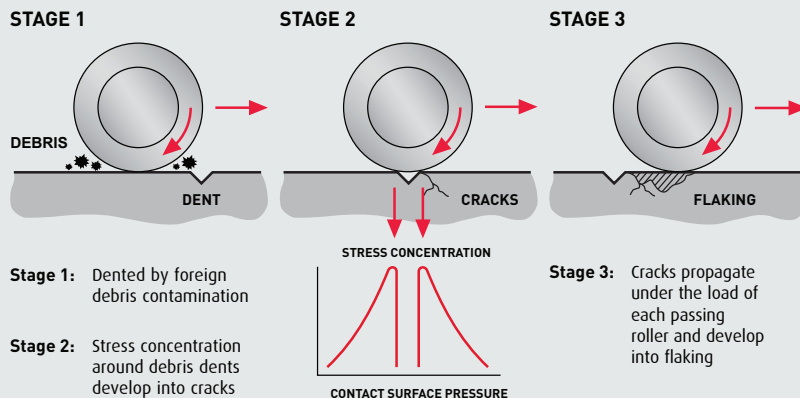 STAGE 1
STAGE 2
STAGE 3
DEBRIS
DENT
CRACKS
FLAKING
STRESS CONCENTRATION
CONTACT SURFACE PRESSURE
Stage 1: Dented by foreign
debris contamination
Stage 2: Stress concentration
around debris dents
develop into cracks
Stage 3: Cracks propagate
under the load of
each passing
roller and develop
into flaking